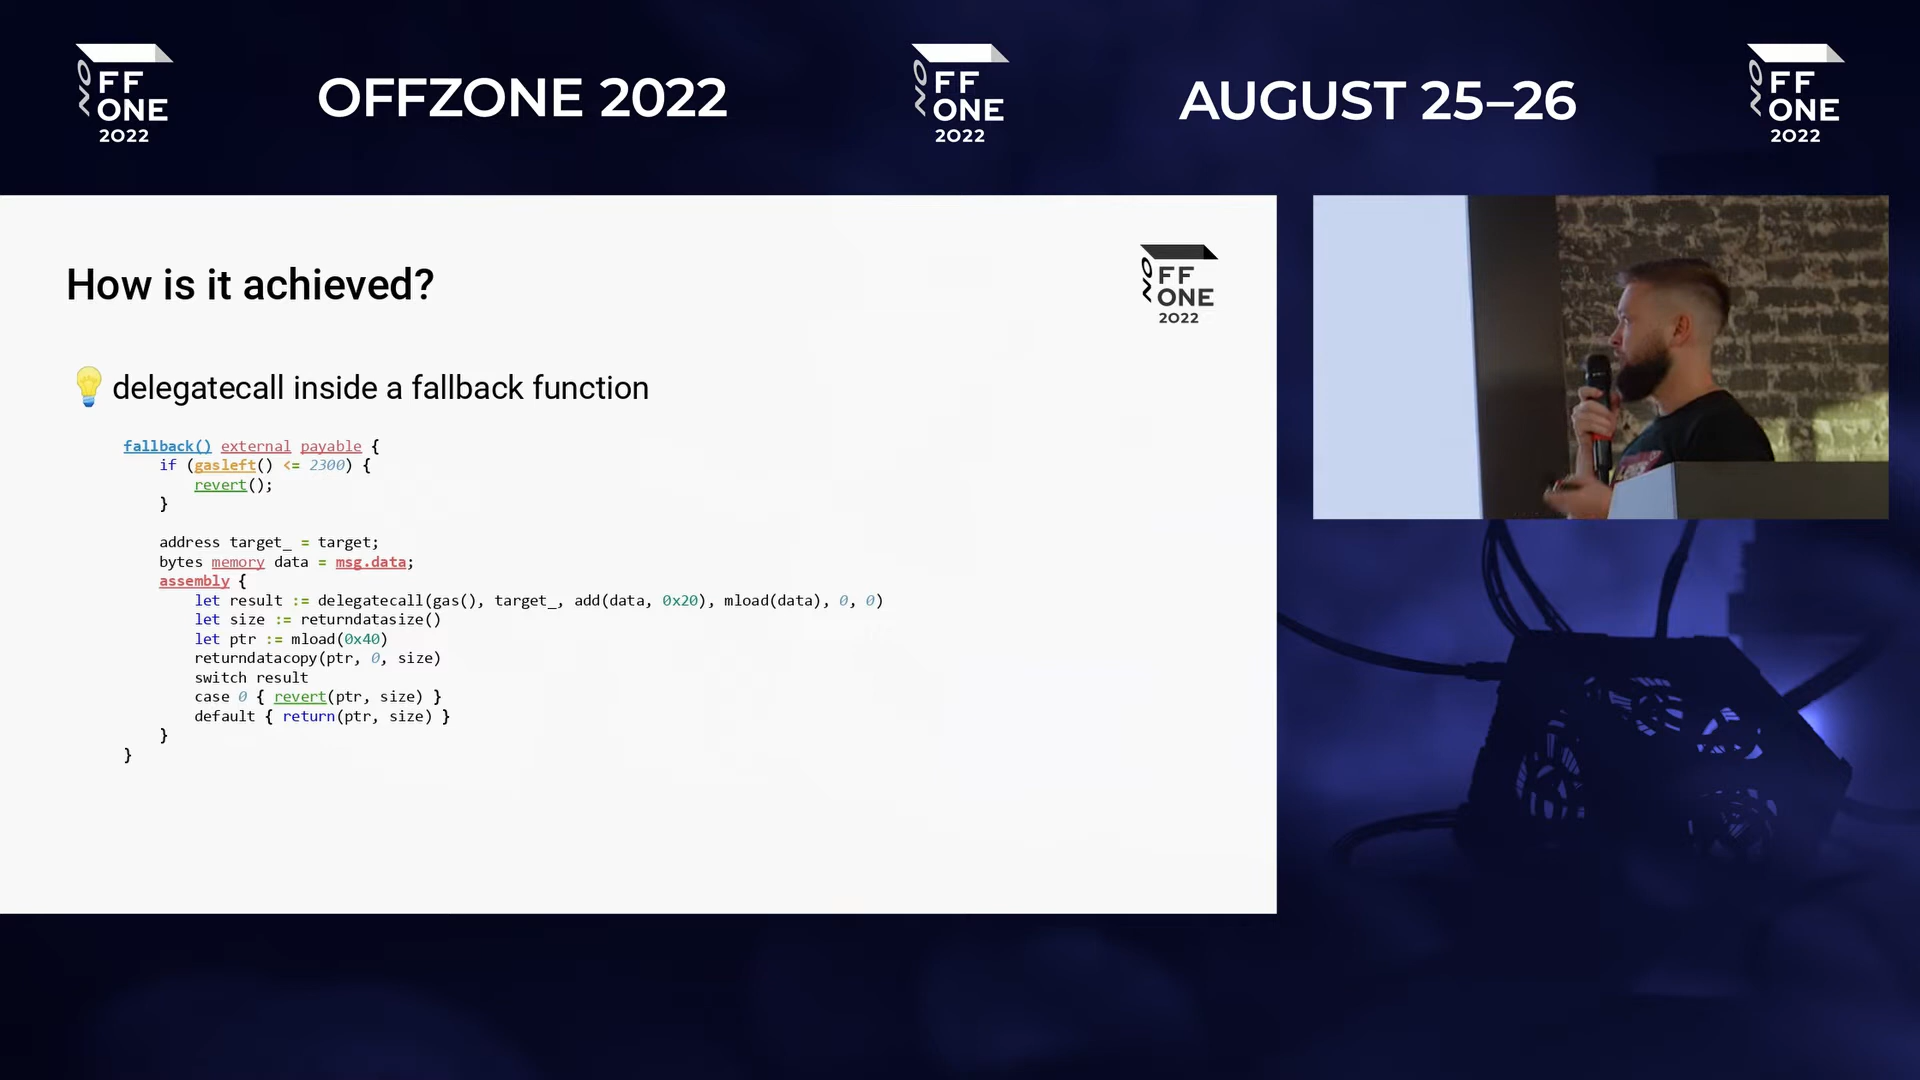 OFF
ZONE
2022
OFFZONE 2022
OFF
ZONE
2022
AUGUST 25–26
OFF
ZONE
2022
How is it achieved?
OFF
ZONE
2022
💡 delegatecall inside a fallback function
fallback() external payable {
    if (gasleft() <= 2300) {
        revert();
    }
    address target_ = target;
    bytes memory data = msg.data;
    assembly {
        let result := delegatecall(gas(), target_, add(data, 0x20), mload(data), 0, 0)
        let size := returndatasize()
        let ptr := mload(0x40)
        returndatacopy(ptr, 0, size)
        switch result
        case 0 { revert(ptr, size) }
        default { return(ptr, size) }
    }
}